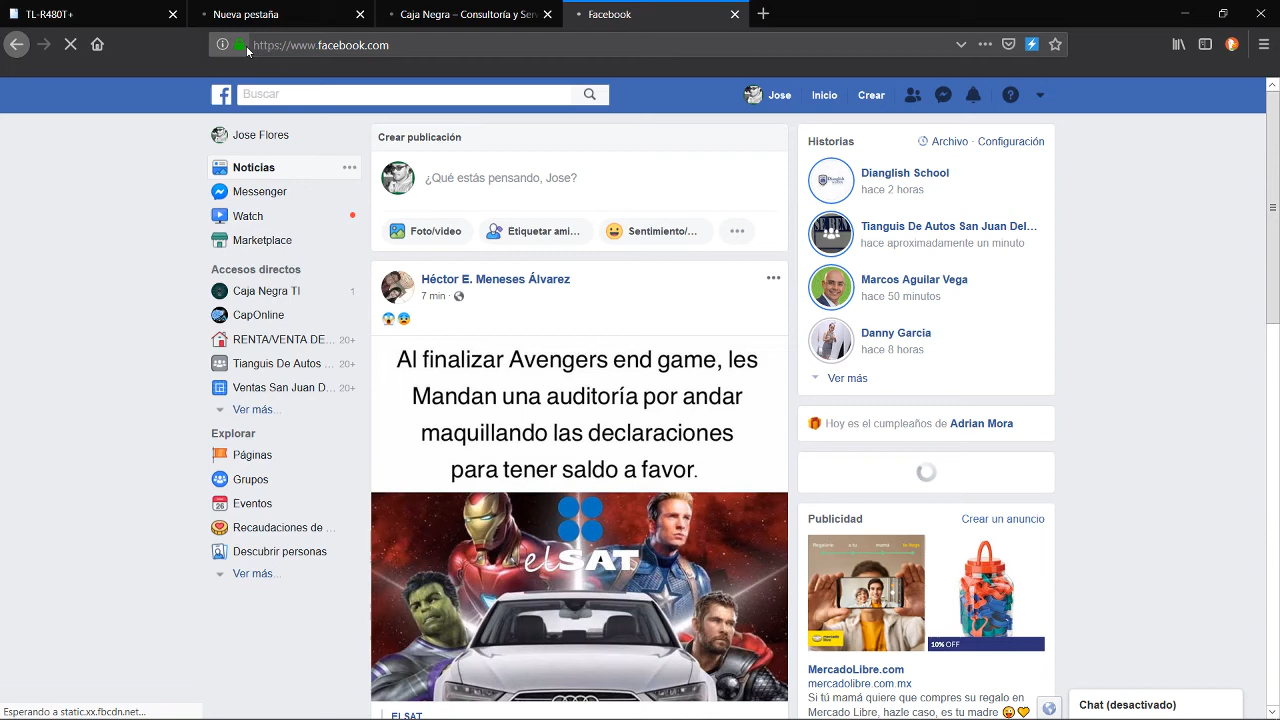 TL-R480T+
Nueva pestaña
Caja Negra – Consultoría y Ser
Facebook
https://www.facebook.com
Buscar
Jose
Inicio
Crear
Jose Flores
Noticias
Messenger
Watch
Marketplace
Accesos directos
Caja Negra TI 1
CapOnline
RENTA/VENTA DE... 20+
Tianguis De Autos ... 20+
Ventas San Juan D... 20+
Ver más...
Explorar
Páginas
Grupos
Eventos
26
Recaudaciones de ...
Descubrir personas
Ver más...
Crear publicación
¿Qué estás pensando, Jose?
Foto/video
Etiquetar ami...
Sentimiento/...
Héctor E. Meneses Álvarez
7 min ·
Al finalizar Avengers end game, les
Mandan una auditoría por andar
maquillando las declaraciones
para tener saldo a favor.
elSAT
ELSAT
Historias
Archivo · Configuración
Dianglish School
hace 2 horas
Tianguis De Autos San Juan Del...
hace aproximadamente un minuto
Marcos Aguilar Vega
hace 50 minutos
Danny García
hace 8 horas
Ver más
Hoy es el cumpleaños de Adrian Mora
Publicidad
Crear un anuncio
10% OFF
MercadoLibre.com
mercadolibre.com.mx
Si tú mamá quiere que compres su regalo en
Mercado Libre, hazle caso, es tu madre 😜💛
Chat (desactivado)
Esperando a static.xx.fbcdn.net...